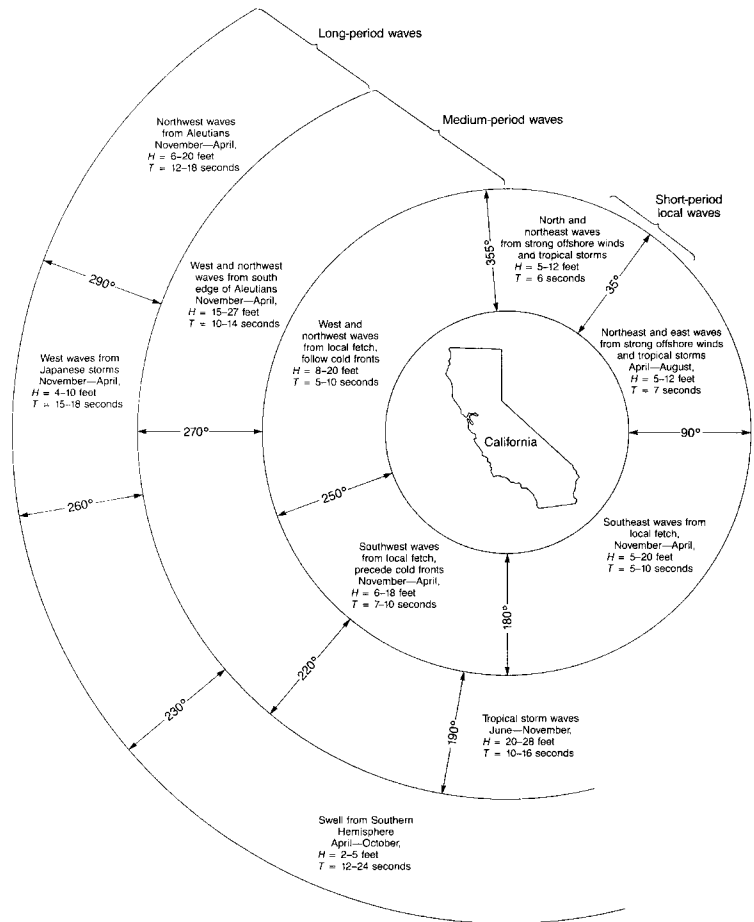 Long-period waves
Medium-period waves
Short-period
local waves
Northwest waves
from Aleutians
November—April,
H = 6–20 feet
T = 12–18 seconds
290°
West waves from
Japanese storms
November—April,
H = 4–10 feet
T = 15–18 seconds
260°
230°
Swell from Southern
Hemisphere
April—October,
H = 2–5 feet
T = 12–24 seconds
West and northwest
waves from south
edge of Aleutians
November—April,
H = 15–27 feet
T = 10–14 seconds
270°
220°
190°
Tropical storm waves
June—November,
H = 20–28 feet
T = 10–16 seconds
West and
northwest waves
from local fetch,
follow cold fronts
H = 8–20 feet
T = 5–10 seconds
250°
Southwest waves
from local fetch,
precede cold fronts
November—April,
H = 6–18 feet
T = 7–10 seconds
180°
355°
North and
northeast waves
from strong offshore winds
and tropical storms
H = 5–12 feet
T = 6 seconds
35°
Northeast and east waves
from strong offshore winds
and tropical storms
April—August,
H = 5–12 feet
T = 7 seconds
90°
Southeast waves from
local fetch,
November—April,
H = 5–20 feet
T = 5–10 seconds
California